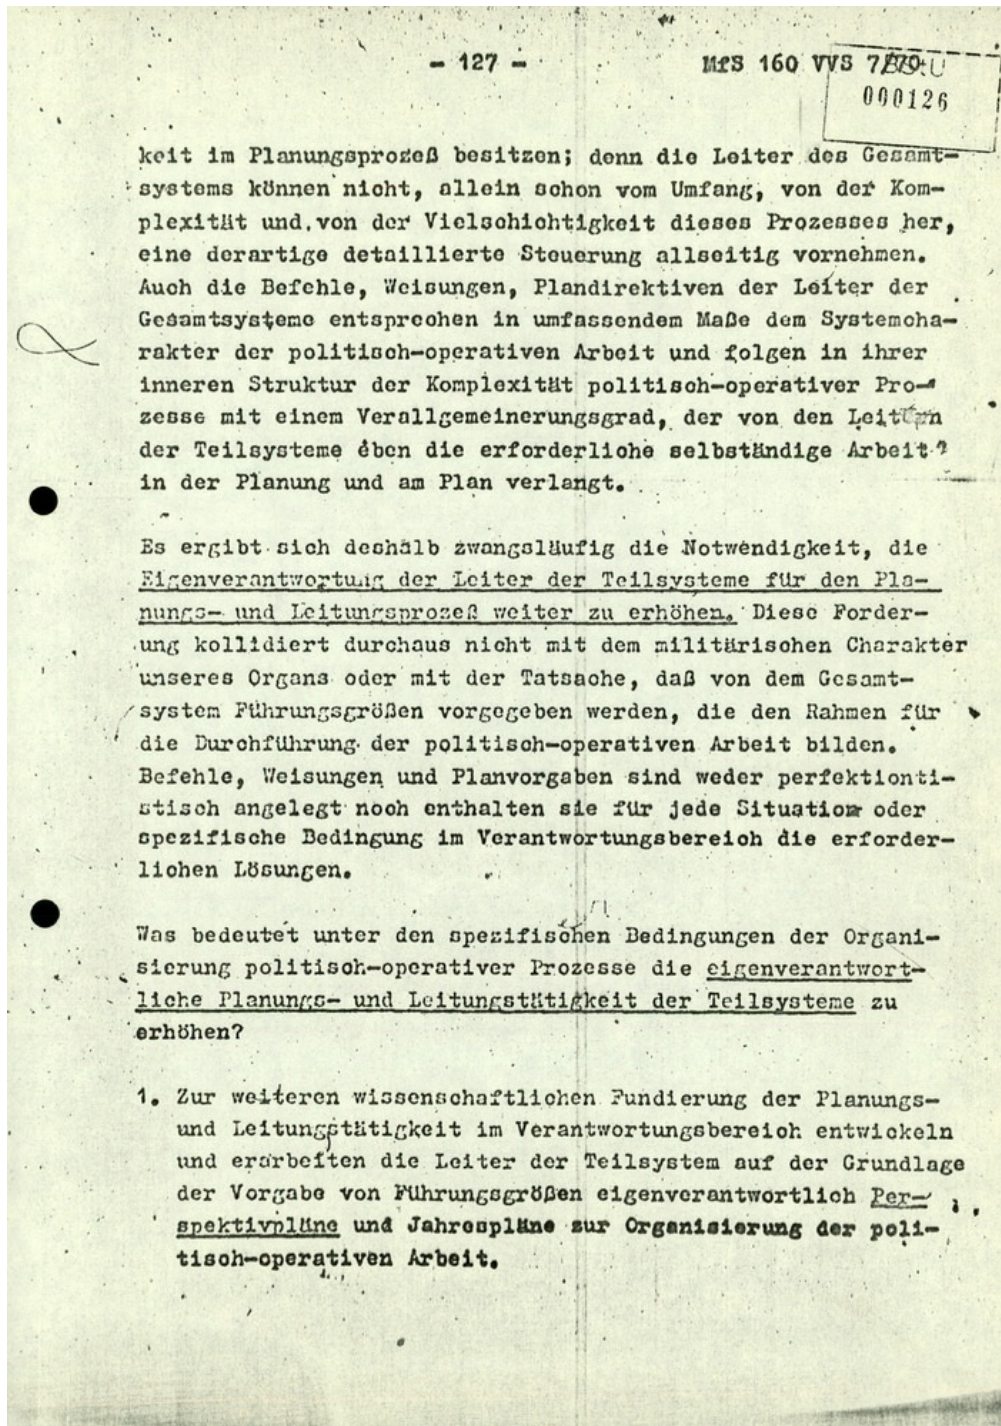 - 127 -
MfS 160 VVS 7/70
BStU
000126
keit im Planungsprozeß besitzen; denn die Leiter des Gesamt-
systems können nicht, allein schon vom Umfang, von der Kom-
plexität und von der Vielschichtigkeit dieses Prozesses her,
eine derartige detaillierte Steuerung allseitig vornehmen.
Auch die Befehle, Weisungen, Plandirektiven der Leiter der
Gesamtsysteme entsprechen in umfassendem Maße dem Systemcha-
rakter der politisch-operativen Arbeit und folgen in ihrer
inneren Struktur der Komplexität politisch-operativer Pro-
zesse mit einem Verallgemeinerungsgrad, der von den Leitern
der Teilsysteme eben die erforderliche selbständige Arbeit
in der Planung und am Plan verlangt.
Es ergibt sich deshalb zwangsläufig die Notwendigkeit, die
Eigenverantwortung der Leiter der Teilsysteme für den Pla-
nungs- und Leitungsprozeß weiter zu erhöhen. Diese Forder-
ung kollidiert durchaus nicht mit dem militärischen Charakter
unseres Organs oder mit der Tatsache, daß von dem Gesamt-
system Führungsgrößen vorgegeben werden, die den Rahmen für
die Durchführung der politisch-operativen Arbeit bilden.
Befehle, Weisungen und Planvorgaben sind weder perfektionti-
stisch angelegt noch enthalten sie für jede Situation oder
spezifische Bedingung im Verantwortungsbereich die erforder-
lichen Lösungen.
Was bedeutet unter den spezifischen Bedingungen der Organi-
sierung politisch-operativer Prozesse die eigenverantwort-
liche Planungs- und Leitungstätigkeit der Teilsysteme zu
erhöhen?
1. Zur weiteren wissenschaftlichen Fundierung der Planungs-
und Leitungstätigkeit im Verantwortungsbereich entwickeln
und erarbeiten die Leiter der Teilsystem auf der Grundlage
der Vorgabe von Führungsgrößen eigenverantwortlich Per-
spektivpläne und Jahrespläne zur Organisierung der poli-
tisch-operativen Arbeit.